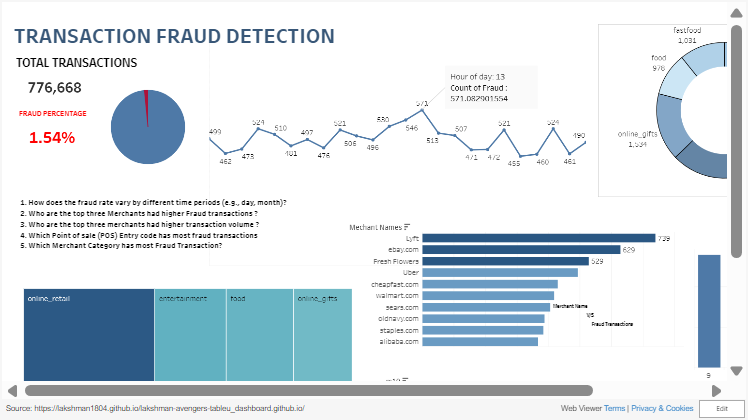 TRANSACTION FRAUD DETECTION
TOTAL TRANSACTIONS
776,668
FRAUD PERCENTAGE
1.54%
Hour of day: 13
Count of Fraud :
571.082901554
499
462
478
524
510
481
497
476
521
506
496
530
546
571
513
507
471
472
521
455
460
524
461
490
fastfood
1,031
food
976
online_gifts
1,534
1. How does the fraud rate vary by different time periods (e.g., day, month)?
2. Who are the top three Merchants had higher Fraud transactions ?
3. Who are the top three merchants had higher transaction volume ?
4. Which Point of sale (POS) Entry code has most fraud transactions
5. Which Merchant Category has most Fraud Transaction?
Mechant Names
Lyft 739
ebay.com 629
Fresh Flowers 529
Uber
cheapfast.com
walmart.com
sears.com
oldnavy.com
staples.com
alibaba.com
Merchant Name
V/S
Fraud Transactions
online_retail
entertainment
food
online_gifts
9
Source: https://lakshman1804.github.io/lakshman-avengers-tableu_dashboard.github.io/
Web Viewer Terms | Privacy & Cookies
Edit